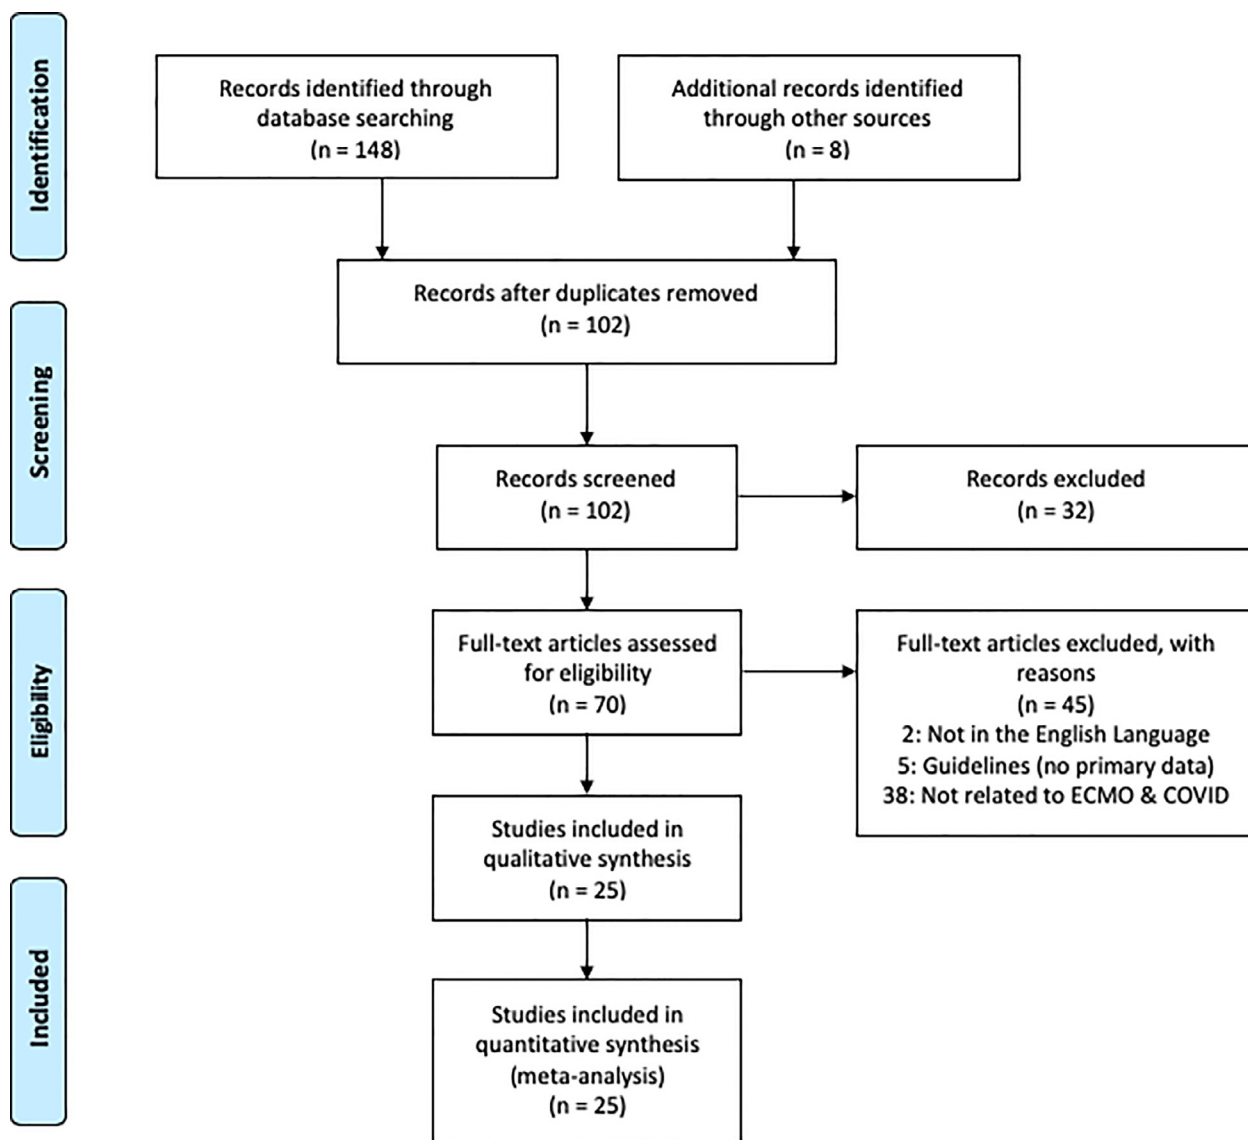 Identification
Records identified through
database searching
(n = 148)
Additional records identified
through other sources
(n = 8)
Records after duplicates removed
(n = 102)
Screening
Records screened
(n = 102)
Records excluded
(n = 32)
Eligibility
Full-text articles assessed
for eligibility
(n = 70)
Full-text articles excluded, with
reasons
(n = 45)
2: Not in the English Language
5: Guidelines (no primary data)
38: Not related to ECMO & COVID
Studies included in
qualitative synthesis
(n = 25)
Included
Studies included in
quantitative synthesis
(meta-analysis)
(n = 25)